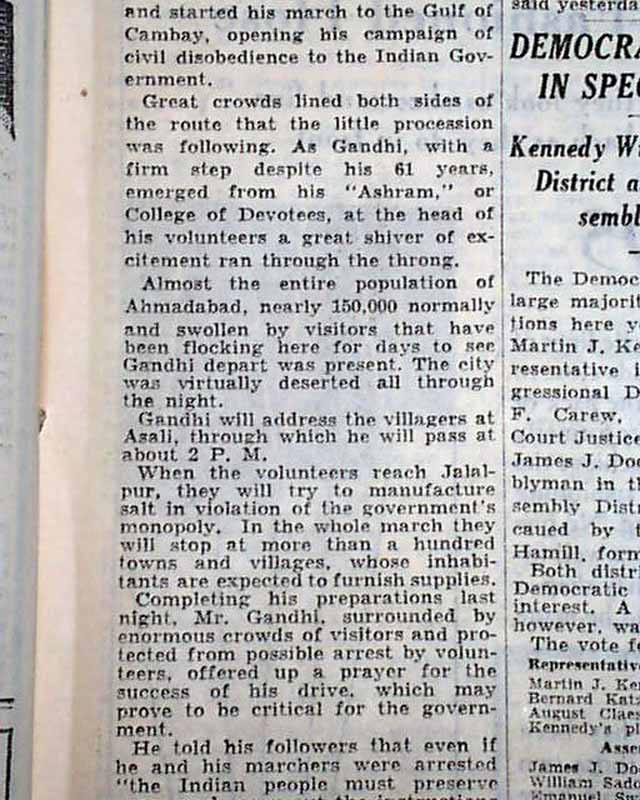 and started his march to the Gulf of
Cambay, opening his campaign of
civil disobedience to the Indian Gov-
ernment.
Great crowds lined both sides of
the route that the little procession
was following. As Gandhi, with a
firm step despite his 61 years,
emerged from his "Ashram," or
College of Devotees, at the head of
his volunteers a great shiver of ex-
citement ran through the throng.
Almost the entire population of
Ahmadabad, nearly 150,000 normally
and swollen by visitors that have
been flocking here for days to see
Gandhi depart was present. The city
was virtually deserted all through
the night.
Gandhi will address the villagers at
Asali, through which he will pass at
about 2 P. M.
When the volunteers reach Jalal-
pur, they will try to manufacture
salt in violation of the government's
monopoly. In the whole march they
will stop at more than a hundred
towns and villages, whose inhabi-
tants are expected to furnish supplies.
Completing his preparations last
night, Mr. Gandhi, surrounded by
enormous crowds of visitors and pro-
tected from possible arrest by volun-
teers, offered up a prayer for the
success of his drive, which may
prove to be critical for the govern-
ment.
He told his followers that even if
he and his marchers were arrested
"the Indian people must preserve
said yesterda
DEMOCRA
IN SPEC
Kennedy Wi
District a
sembl
The Democ
large majorit
tions here y
Martin J. Ke
resentative i
gressional D
F. Carew,
Court Justice
James J. Doo
blyman in th
sembly Distr
caused by t
Hamill, form
Both distri
Democratic
interest. A
however, wa
The vote fo
Representativ
Martin J. Ken
Bernard Katz
August Claes
Kennedy's pl
Assem
James J. Doo
William Sad
Emanuel